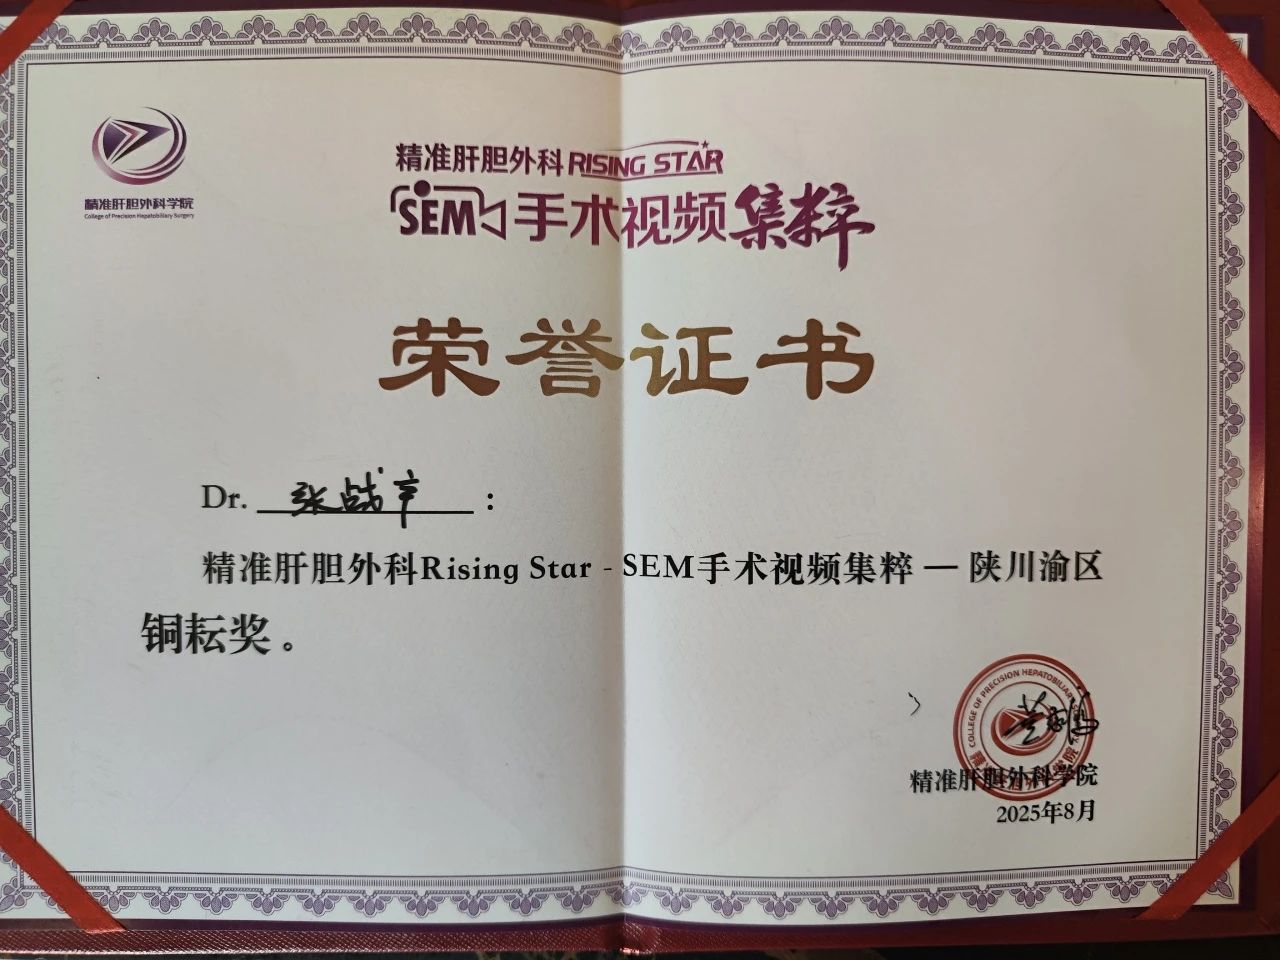 精准肝胆外科学院
College of Precision Hepatobiliary Surgery
精准肝胆外科 RISING STAR
SEM 手术视频集粹
荣誉证书
Dr. 张战 :
精准肝胆外科Rising Star - SEM手术视频集粹 — 陕川渝区
铜耘奖。
COLLEGE OF PRECISION HEPATOBILIARY
精准肝胆外科学院
2025年8月